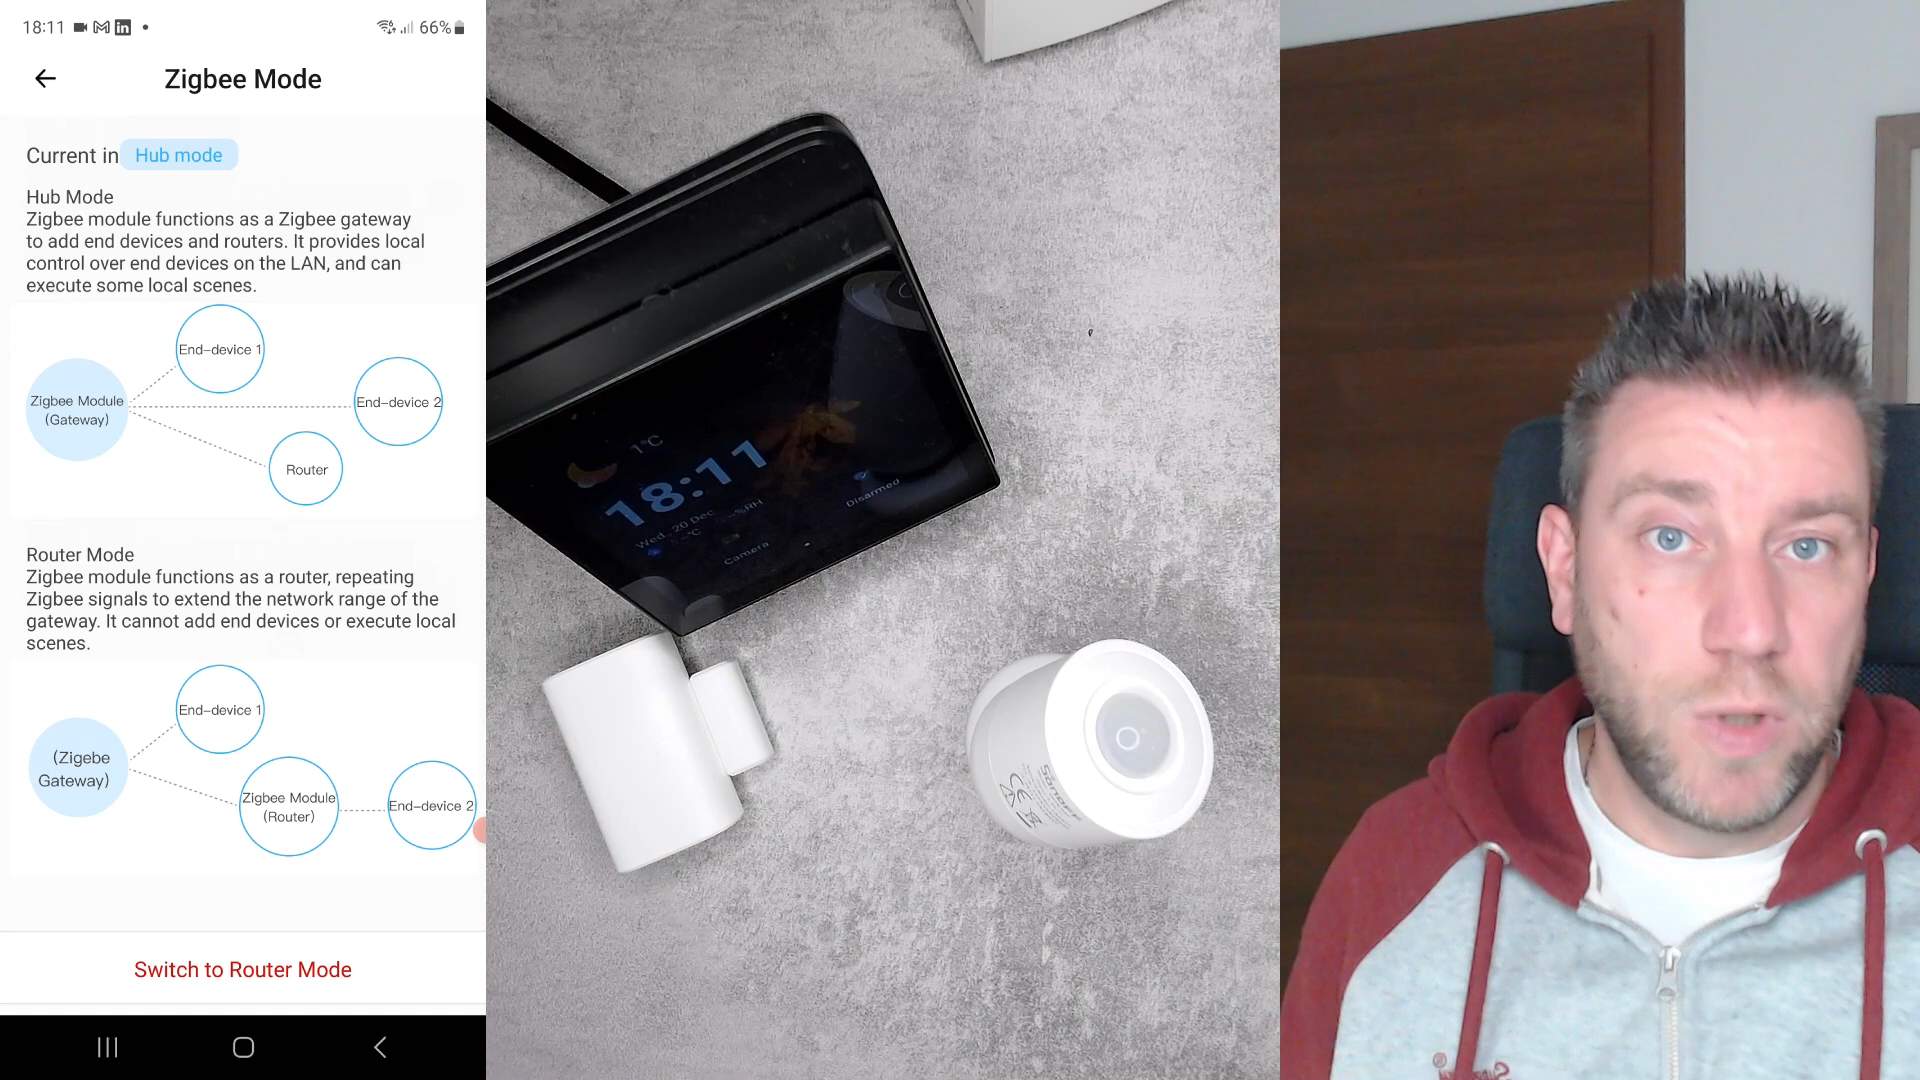 18:11
66%
Zigbee Mode
Current in Hub mode
Hub Mode
Zigbee module functions as a Zigbee gateway
to add end devices and routers. It provides local
control over end devices on the LAN, and can
execute some local scenes.
End-device 1
Zigbee Module
(Gateway)
End-device 2
Router
Router Mode
Zigbee module functions as a router, repeating
Zigbee signals to extend the network range of the
gateway. It cannot add end devices or execute local
scenes.
End-device 1
(Zigebe
Gateway)
Zigbee Module
(Router)
End-device 2
Switch to Router Mode
1°C
18:11
Wed, 20 Dec
%RH
°C
Camera
Disarmed
SONOFF
CE